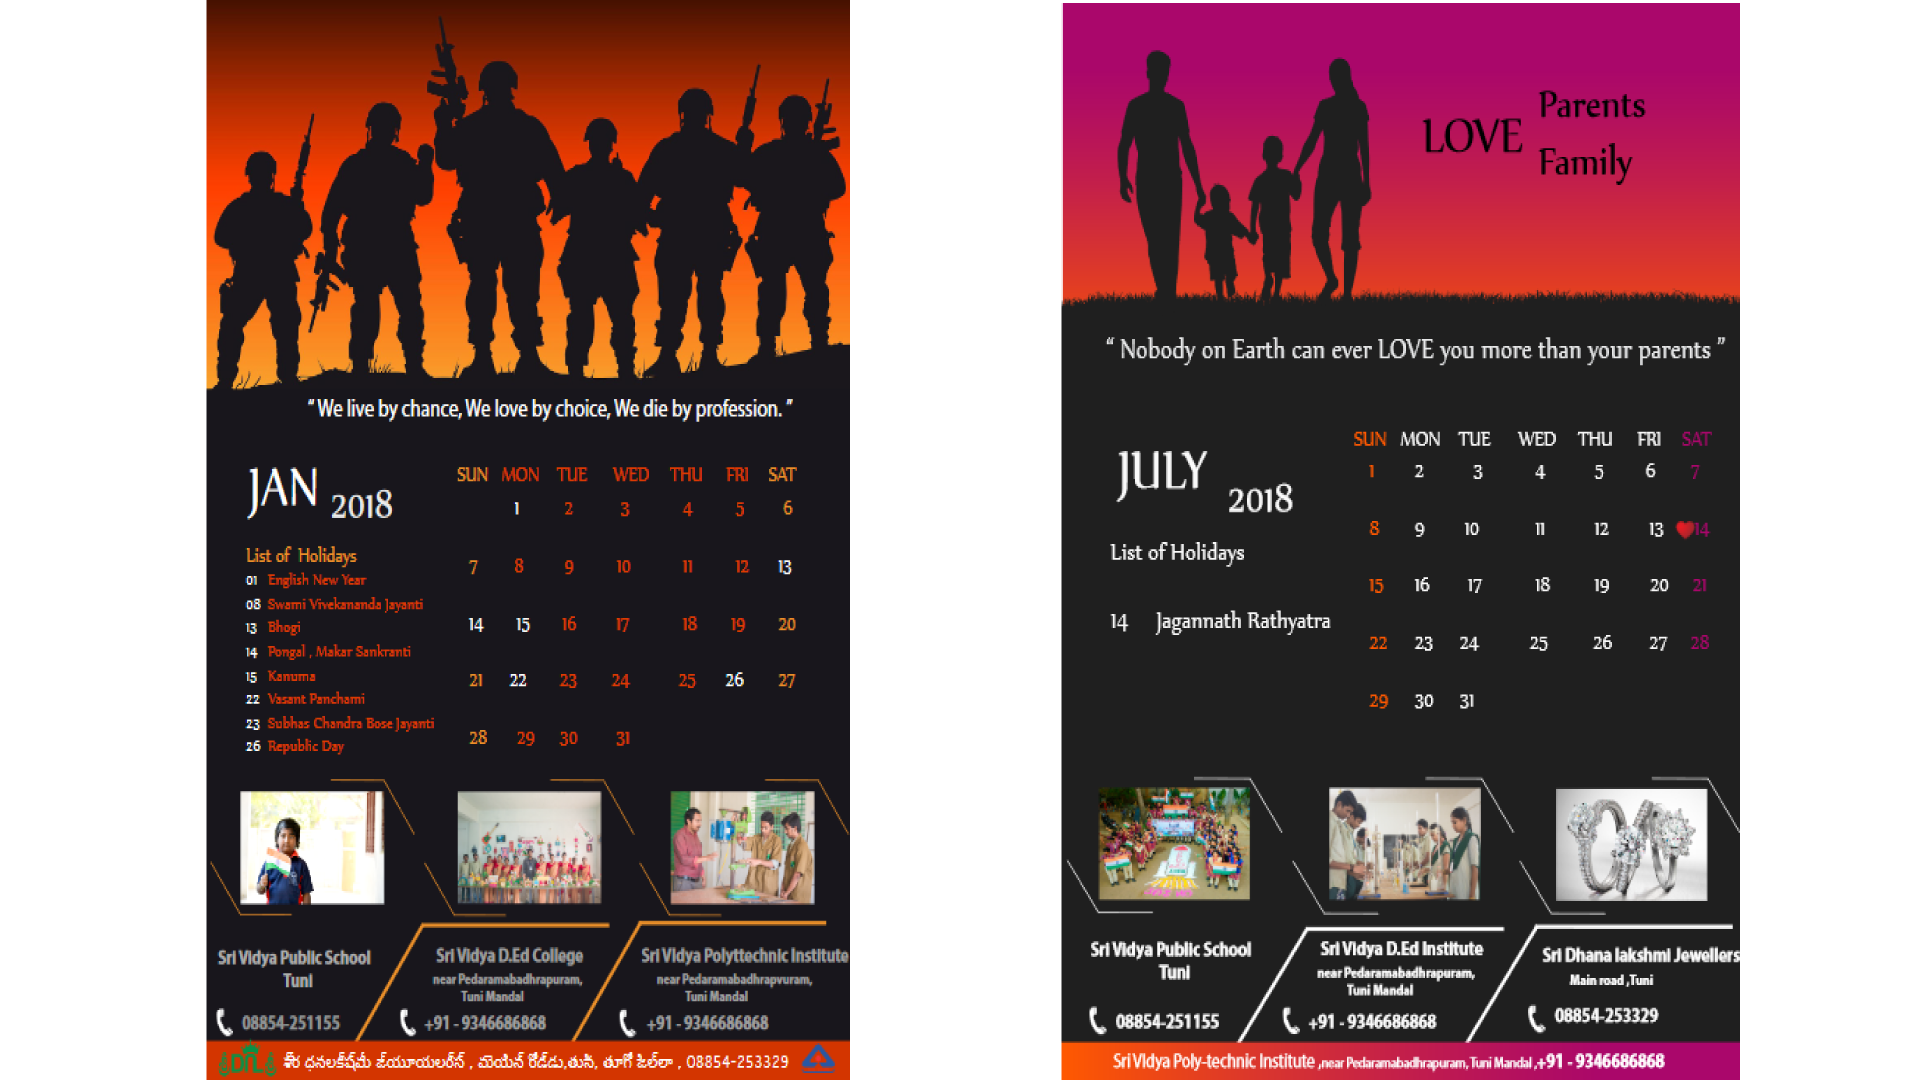 “ We live by chance, We love by choice, We die by profession. ”
JAN 2018
SUN MON TUE WED THU FRI SAT
1 2 3 4 5 6
7 8 9 10 11 12 13
14 15 16 17 18 19 20
21 22 23 24 25 26 27
28 29 30 31
List of Holidays
01 English New Year
08 Swami Vivekananda Jayanti
13 Bhogi
14 Pongal , Makar Sankranti
15 Kanuma
22 Vasant Panchami
23 Subhas Chandra Bose Jayanti
26 Republic Day
Sri Vidya Public School
Tuni
08854-251155
Sri Vidya D.Ed College
near Pedaramabadhrapuram,
Tuni Mandal
+91 - 9346686868
Sri Vidya Polyttechnic Institute
near Pedaramabadhrapvuram,
Tuni Mandal
+91 - 9346686868
08854-253329
LOVE
Parents
Family
“ Nobody on Earth can ever LOVE you more than your parents ”
JULY 2018
SUN MON TUE WED THU FRI SAT
1 2 3 4 5 6 7
8 9 10 11 12 13 14
15 16 17 18 19 20 21
22 23 24 25 26 27 28
29 30 31
List of Holidays
14 Jagannath Rathyatra
Sri Vidya Public School
Tuni
08854-251155
Sri Vidya D.Ed Institute
near Pedaramabadhrapuram,
Tuni Mandal
+91 - 9346686868
Sri Dhana lakshmi Jewellers
Main road ,Tuni
08854-253329
Sri VIdya Poly-technic Institute ,near Pedaramabadhrapuram, Tuni Mandal ,+91 - 9346686868